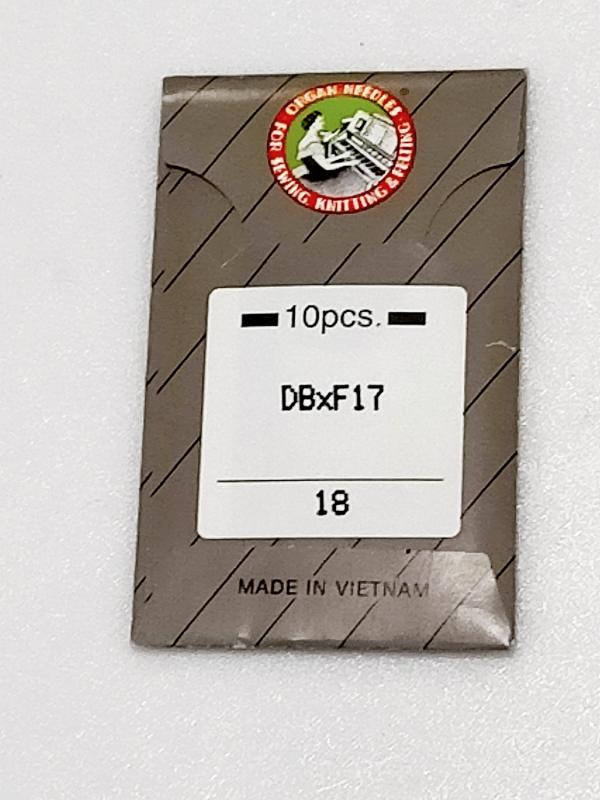 ORGAN NEEDLES
FOR SEWING, KNITTING & FELTING
10pcs.
DBxF17
18
MADE IN VIETNAM